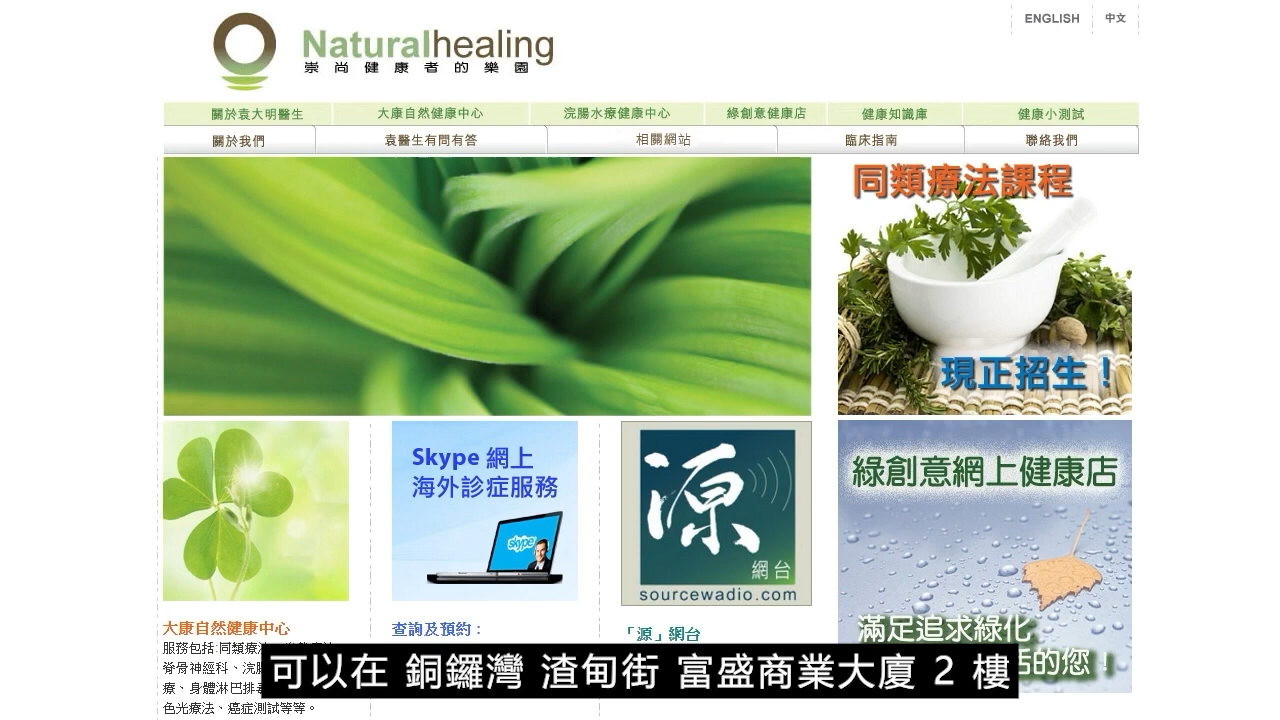 ENGLISH
中文
Naturalhealing
崇尚健康者的樂園
關於袁大明醫生
大康自然健康中心
浣腸水療健康中心
綠創意健康店
健康知識庫
健康小測試
關於我們
袁醫生有問有答
相關網站
臨床指南
聯絡我們
同類療法課程
現正招生！
Skype 網上
海外診症服務
skype
源
網台
sourcewadio.com
綠創意網上健康店
滿足追求綠化
活的您！
大康自然健康中心
服務包括:同類療法
脊骨神經科、浣腸
療、身體淋巴排毒
色光療法、癌症測試等等。
查詢及預約：
「源」網台
可以在 銅鑼灣 渣甸街 富盛商業大廈 2 樓